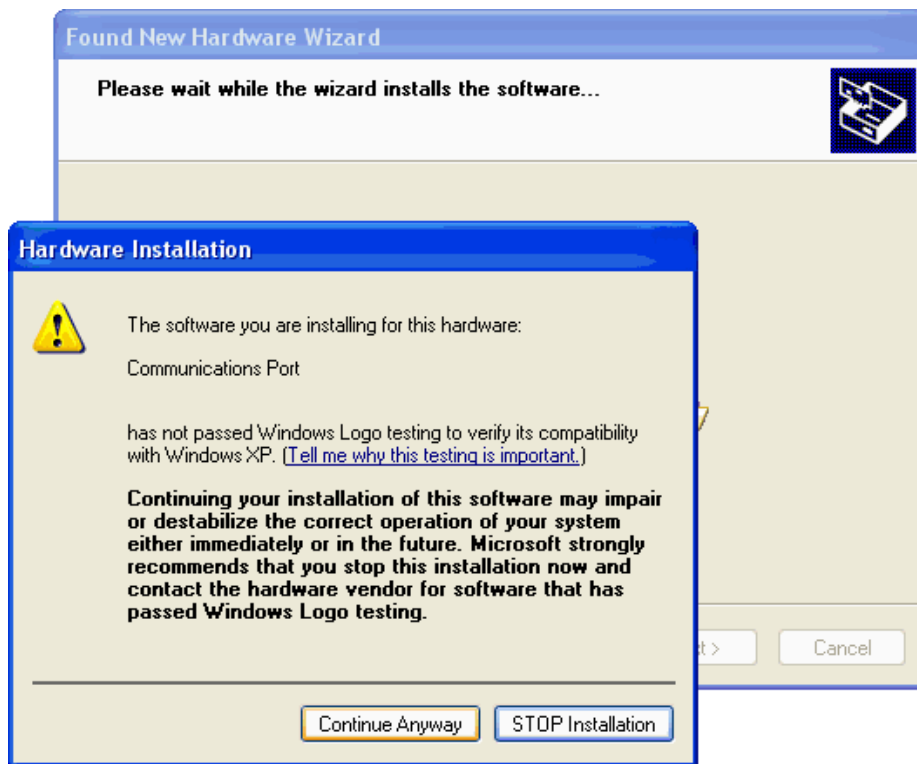 Found New Hardware Wizard
Please wait while the wizard installs the software...
Hardware Installation
The software you are installing for this hardware:
Communications Port
has not passed Windows Logo testing to verify its compatibility
with Windows XP. (Tell me why this testing is important.)
Continuing your installation of this software may impair
or destabilize the correct operation of your system
either immediately or in the future. Microsoft strongly
recommends that you stop this installation now and
contact the hardware vendor for software that has
passed Windows Logo testing.
Cancel
Continue Anyway STOP Installation